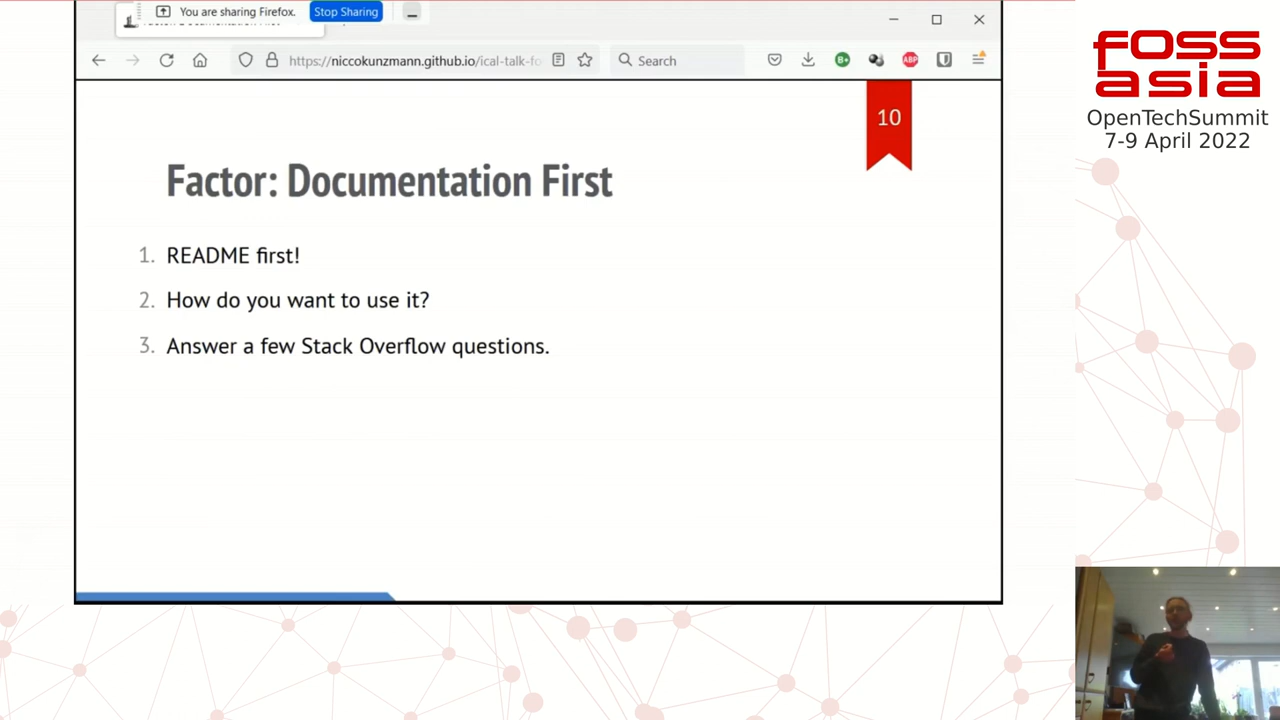 You are sharing Firefox.
Stop Sharing
https://niccokunzmann.github.io/ical-talk-fo
Search
ABP
10
Factor: Documentation First
1. README first!
2. How do you want to use it?
3. Answer a few Stack Overflow questions.
foss
asia
OpenTechSummit
7-9 April 2022